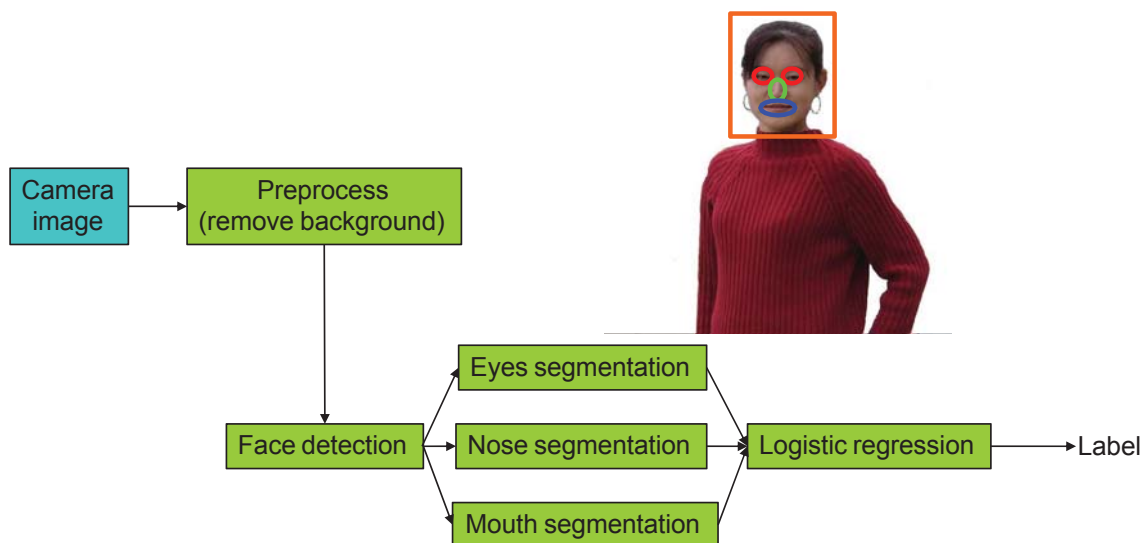 Camera
image
Preprocess
(remove background)
Eyes segmentation
Face detection
Nose segmentation
Logistic regression
Label
Mouth segmentation